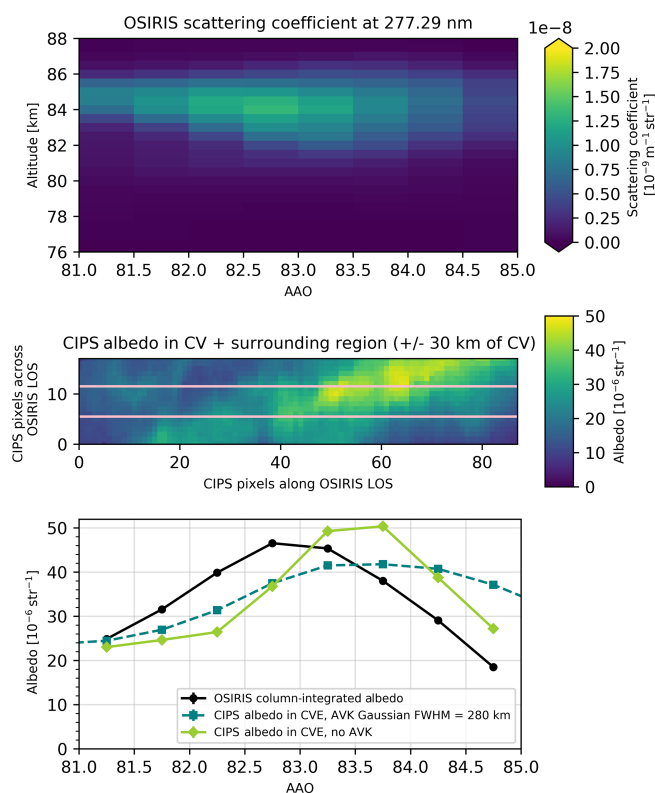 OSIRIS scattering coefficient at 277.29 nm
1e−8
88
86
84
82
80
78
76
Altitude [km]
81.0 81.5 82.0 82.5 83.0 83.5 84.0 84.5 85.0
AAO
2.00
1.75
1.50
1.25
1.00
0.75
0.50
0.25
0.00
Scattering coefficient
[10⁻⁹ m⁻¹ str⁻¹]
CIPS albedo in CV + surrounding region (+/- 30 km of CV)
10
0
CIPS pixels across
OSIRIS LOS
0 20 40 60 80
CIPS pixels along OSIRIS LOS
50
40
30
20
10
0
Albedo [10⁻⁶ str⁻¹]
50
40
30
20
10
0
Albedo [10⁻⁶ str⁻¹]
OSIRIS column-integrated albedo
CIPS albedo in CVE, AVK Gaussian FWHM = 280 km
CIPS albedo in CVE, no AVK
81.0 81.5 82.0 82.5 83.0 83.5 84.0 84.5 85.0
AAO